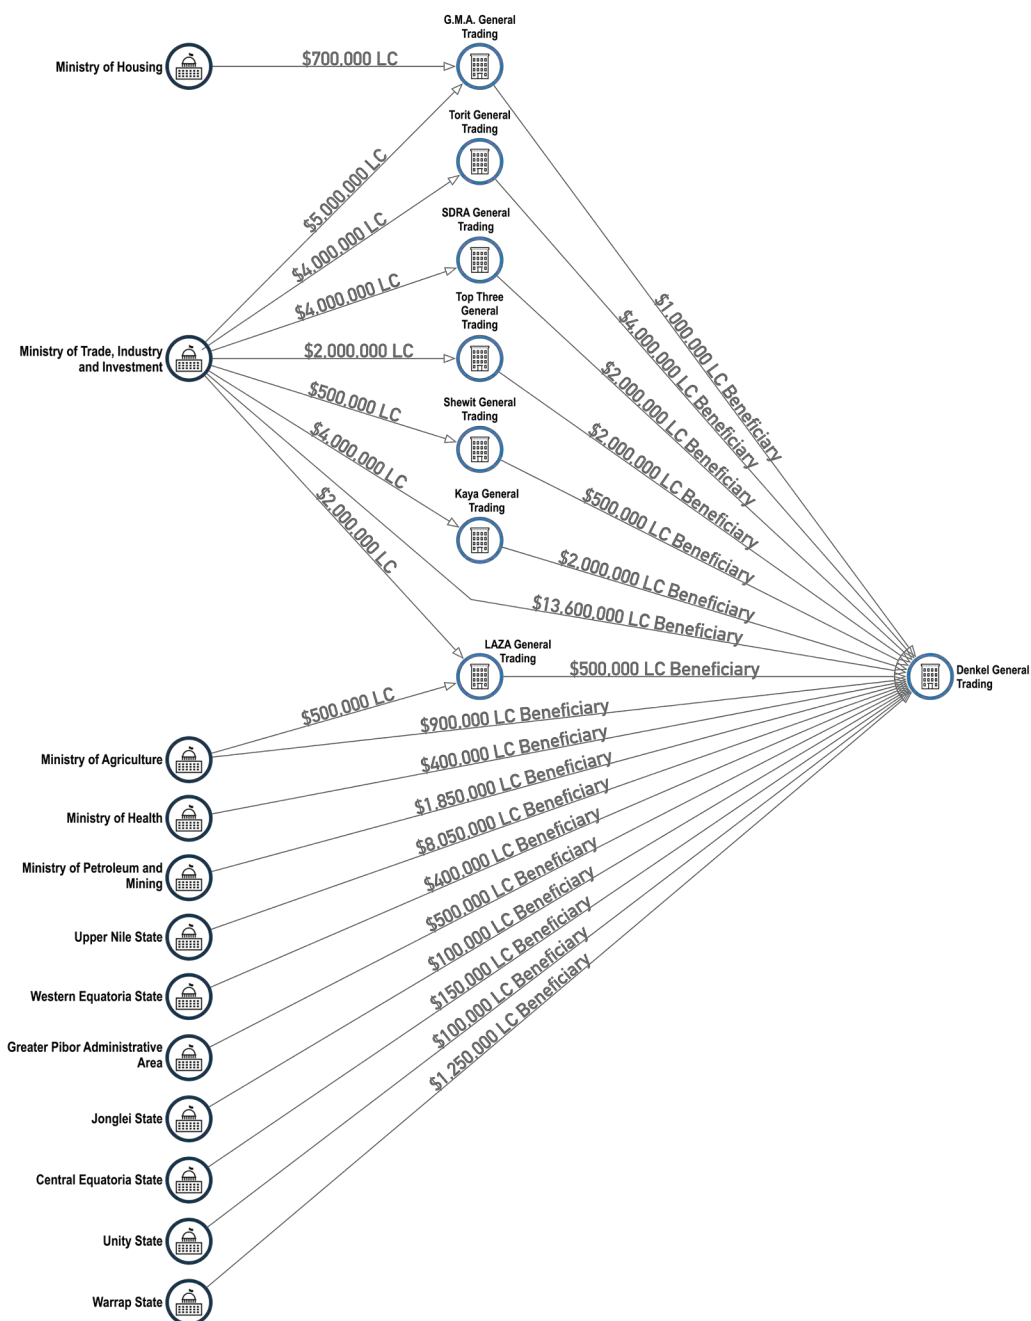 G.M.A. General
Trading
Ministry of Housing
$700,000 LC
Torit General
Trading
$5,000,000 LC
$4,000,000 LC
SDRA General
Trading
$4,000,000 LC
Top Three
General
Trading
Ministry of Trade, Industry
and Investment
$2,000,000 LC
Shewit General
Trading
$500,000 LC
$4,000,000 LC
Kaya General
Trading
$2,000,000 LC
$1,000,000 LC Beneficiary
$4,000,000 LC Beneficiary
$2,000,000 LC Beneficiary
$2,000,000 LC Beneficiary
$500,000 LC Beneficiary
$2,000,000 LC Beneficiary
$13,600,000 LC Beneficiary
LAZA General
Trading
$500,000 LC Beneficiary
Denkel General
Trading
$500,000 LC
Ministry of Agriculture
$900,000 LC Beneficiary
Ministry of Health
$400,000 LC Beneficiary
Ministry of Petroleum and
Mining
$1,850,000 LC Beneficiary
Upper Nile State
$8,050,000 LC Beneficiary
Western Equatoria State
$400,000 LC Beneficiary
Greater Pibor Administrative
Area
$500,000 LC Beneficiary
Jonglei State
$100,000 LC Beneficiary
Central Equatoria State
$150,000 LC Beneficiary
Unity State
$100,000 LC Beneficiary
Warrap State
$1,250,000 LC Beneficiary